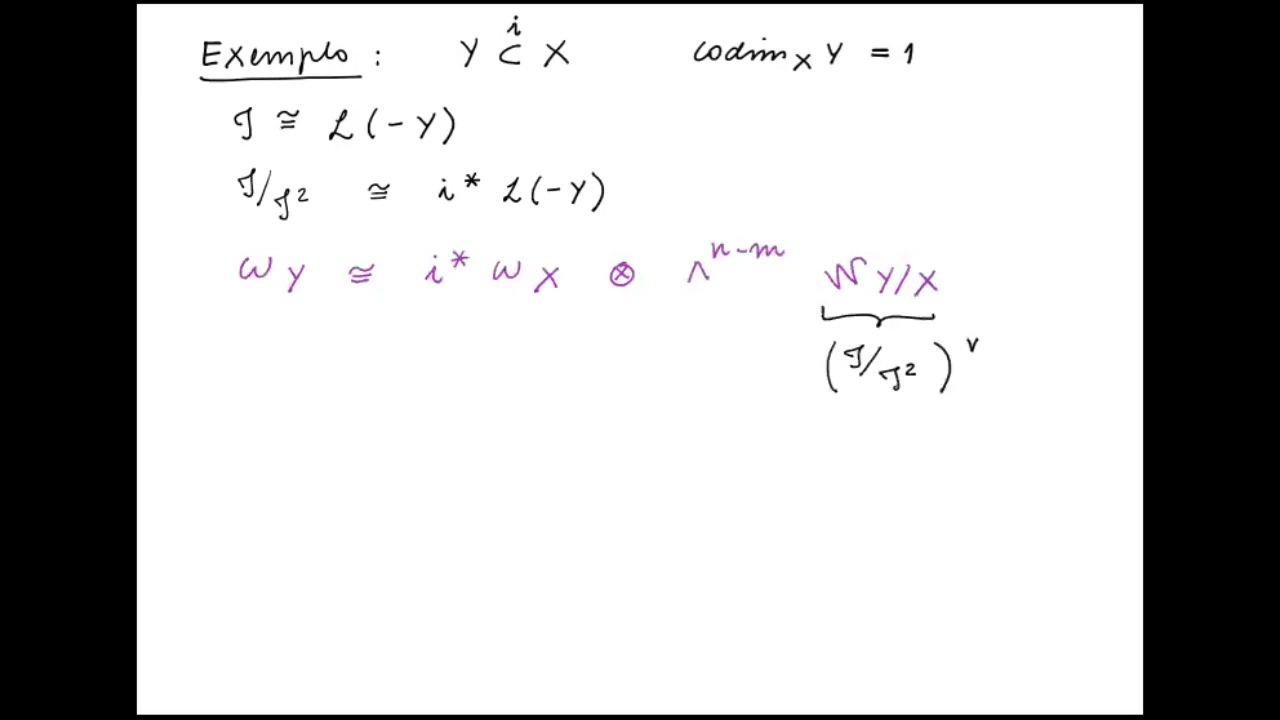 Exemplo : Y ⊂^i X codim_X Y = 1
𝒥 ≅ ℒ(-Y)
𝒥/𝒥² ≅ i* ℒ(-Y)
ω_Y ≅ i* ω_X ⊗ Λ^{n-m} 𝒩_{Y/X}
(𝒥/𝒥²)^∨